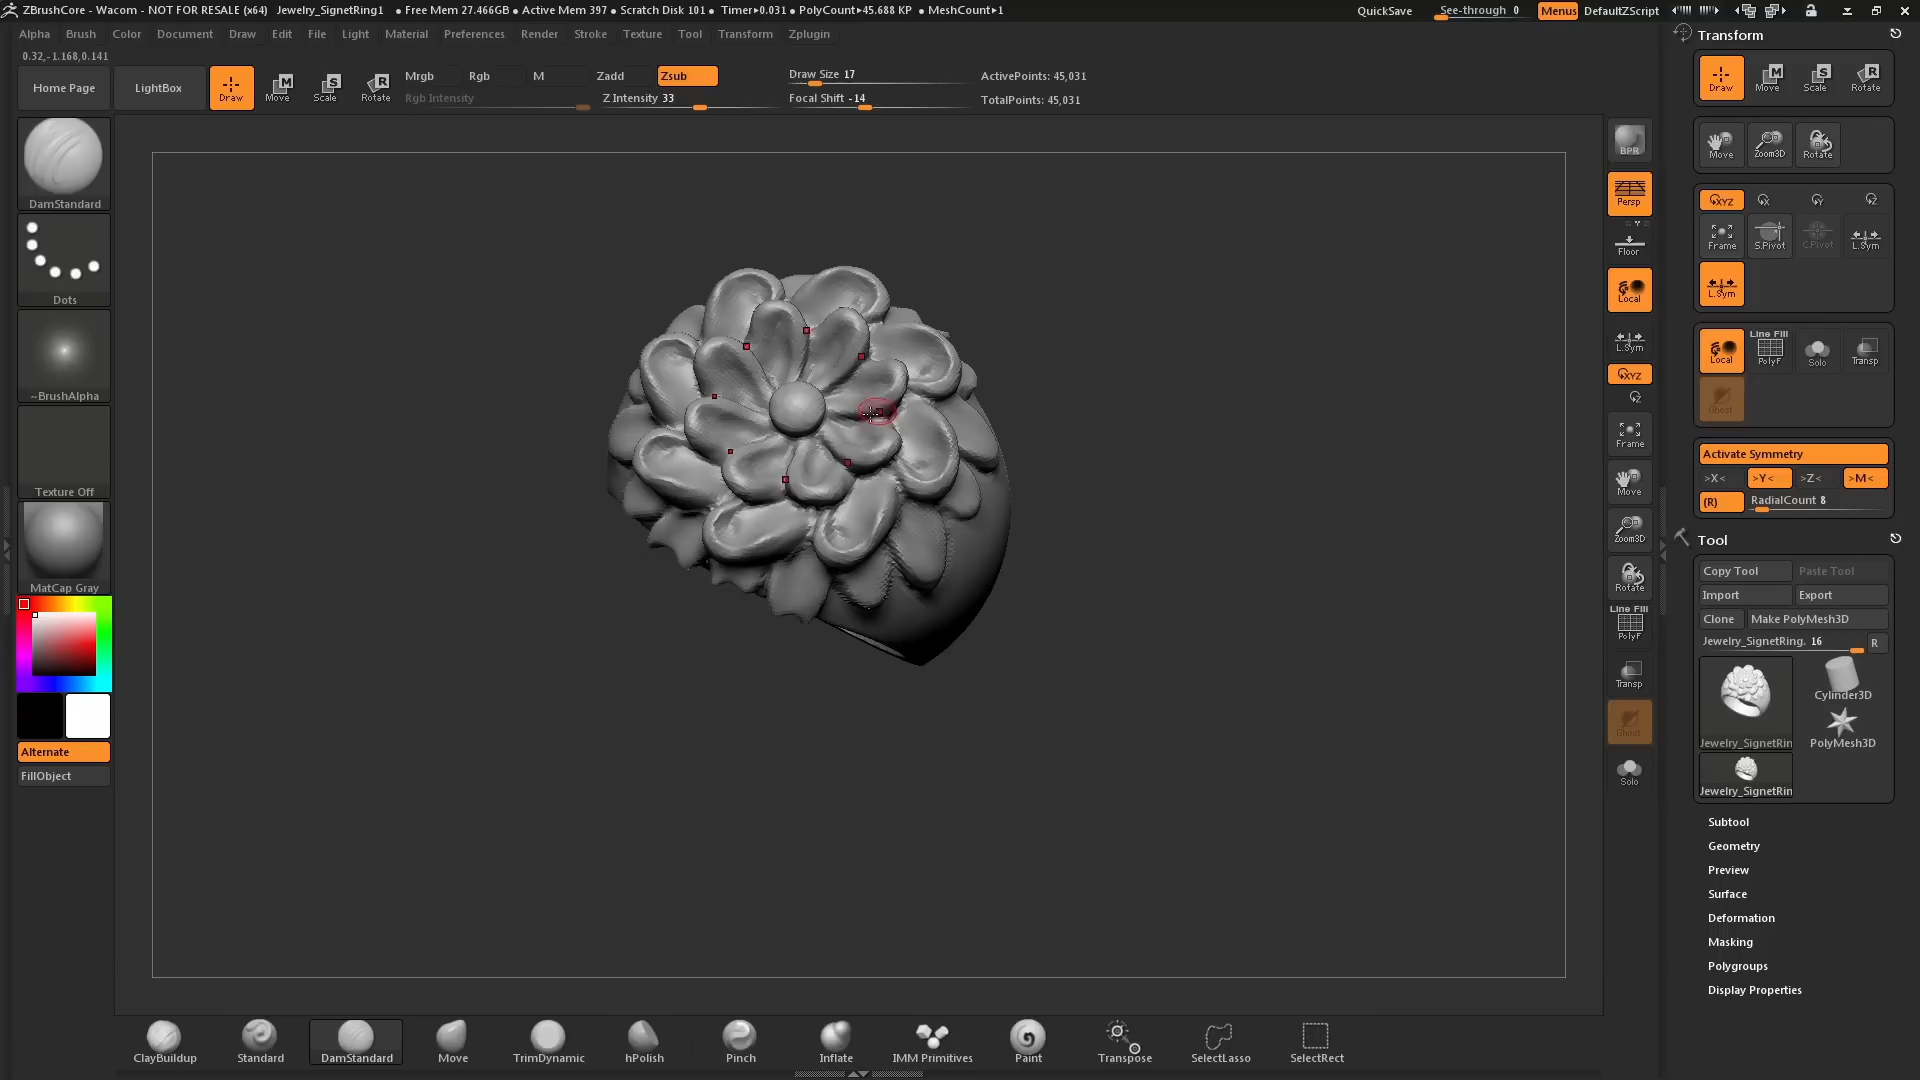 ZBrushCore - Wacom - NOT FOR RESALE (x64) Jewelry_SignetRing1 • Free Mem 27.466GB • Active Mem 397 • Scratch Disk 101 • Timer▸0.031 • PolyCount▸45.688 KP • MeshCount▸1 QuickSave See-through 0 Menus DefaultZScript
Alpha Brush Color Document Draw Edit File Light Material Preferences Render Stroke Texture Tool Transform Zplugin
0.32,-1.168,0.141
Home Page LightBox Draw Move Scale Rotate
Mrgb Rgb M Zadd Zsub Draw Size 17 ActivePoints: 45,031
Rgb Intensity Z Intensity 33 Focal Shift -14 TotalPoints: 45,031
DamStandard
Dots
~BrushAlpha
Texture Off
MatCap Gray
Alternate
FillObject
BPR
Persp
Floor
Local
L.Sym
XYZ
Z
Frame
Move
Zoom3D
Rotate
Line Fill
PolyF
Transp
Ghost
Solo
Transform
Draw Move Scale Rotate
Move Zoom3D Rotate
XYZ X Y Z
Frame S.Pivot C.Pivot L.Sym
L.Sym
Local Line Fill PolyF Solo Transp
Ghost
Activate Symmetry
>X< >Y< >Z< >M<
(R) RadialCount 8
Tool
Copy Tool Paste Tool
Import Export
Clone Make PolyMesh3D
Jewelry_SignetRing. 16 R
Cylinder3D
Jewelry_SignetRin PolyMesh3D
Jewelry_SignetRin
Subtool
Geometry
Preview
Surface
Deformation
Masking
Polygroups
Display Properties
ClayBuildup Standard DamStandard Move TrimDynamic hPolish Pinch Inflate IMM Primitives Paint Transpose SelectLasso SelectRect